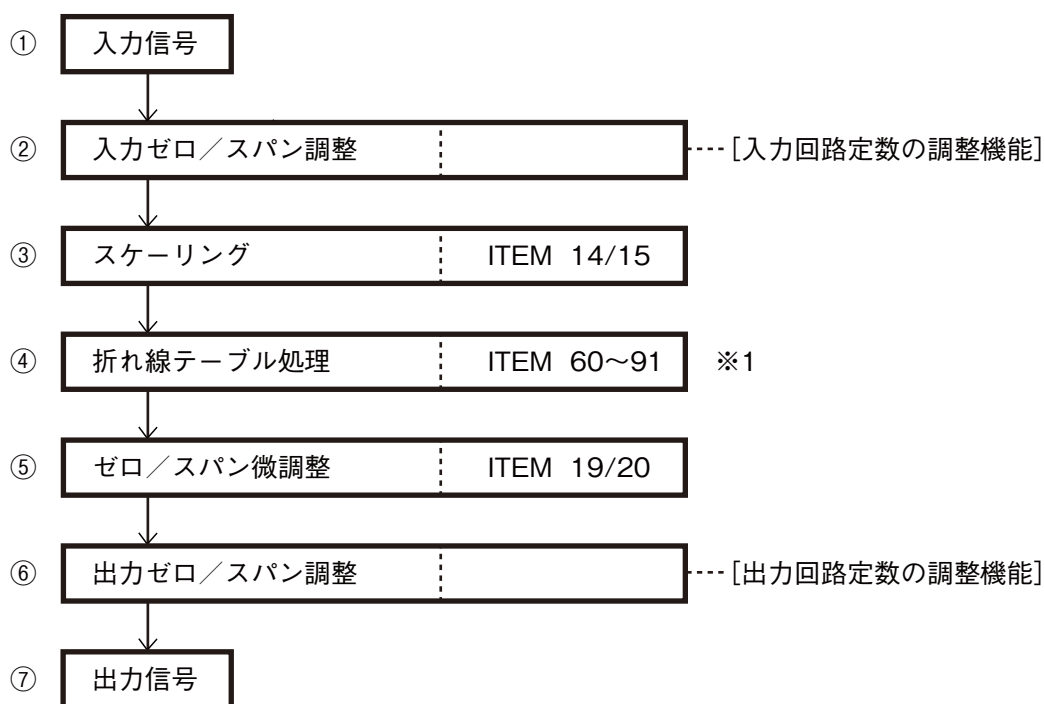 ① 入力信号
② 入力ゼロ／スパン調整 [入力回路定数の調整機能]
③ スケーリング ITEM 14/15
④ 折れ線テーブル処理 ITEM 60～91 ※1
⑤ ゼロ／スパン微調整 ITEM 19/20
⑥ 出力ゼロ／スパン調整 [出力回路定数の調整機能]
⑦ 出力信号